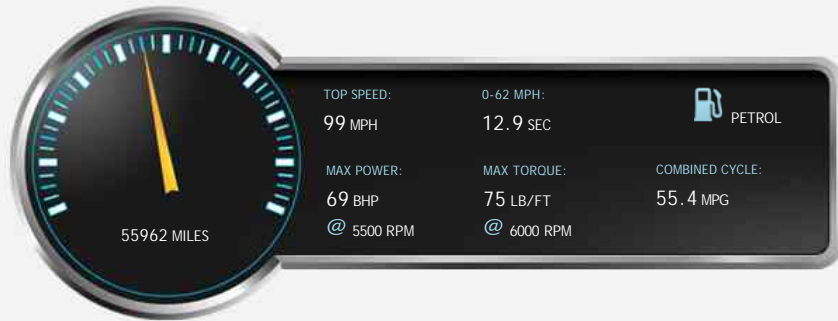 TOP SPEED:
99 MPH
0-62 MPH:
12.9 SEC
PETROL
MAX POWER:
69 BHP
@ 5500 RPM
MAX TORQUE:
75 LB/FT
@ 6000 RPM
COMBINED CYCLE:
55.4 MPG
55962 MILES